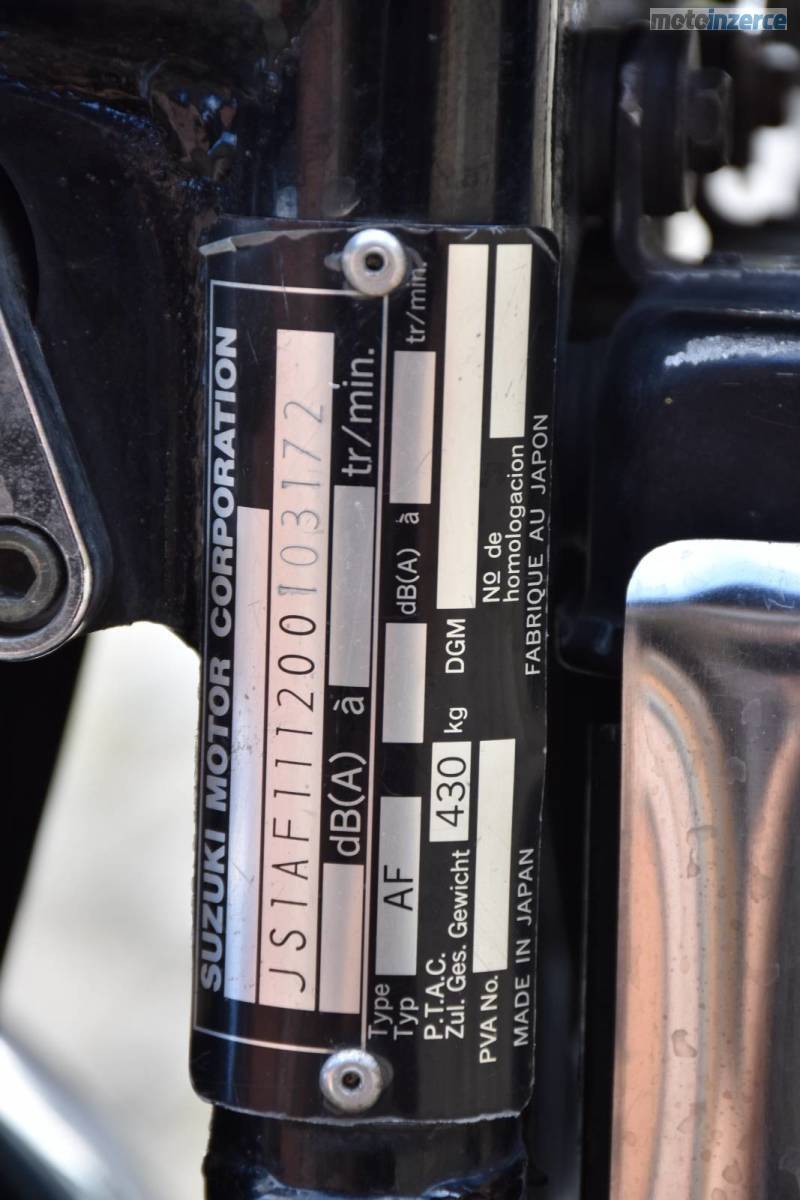 motoinzerce
SUZUKI MOTOR CORPORATION
JS1AF111200103172
dB(A) à tr/min.
Type
Typ AF dB(A) à tr/min.
P.T.A.C.
Zul. Ges. Gewicht 430 kg DGM
PVA No. Nº de
homologacion
MADE IN JAPAN FABRIQUE AU JAPON